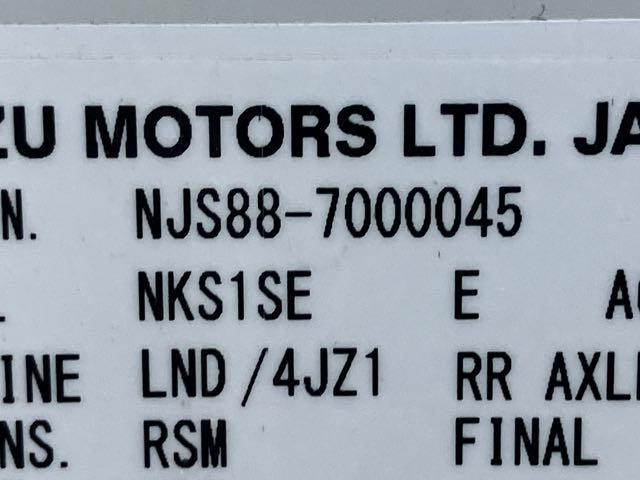 ZU MOTORS LTD. JA
N. NJS88-7000045
L NKS1SE E A
INE LND/4JZ1 RR AXL
NS. RSM FINAL